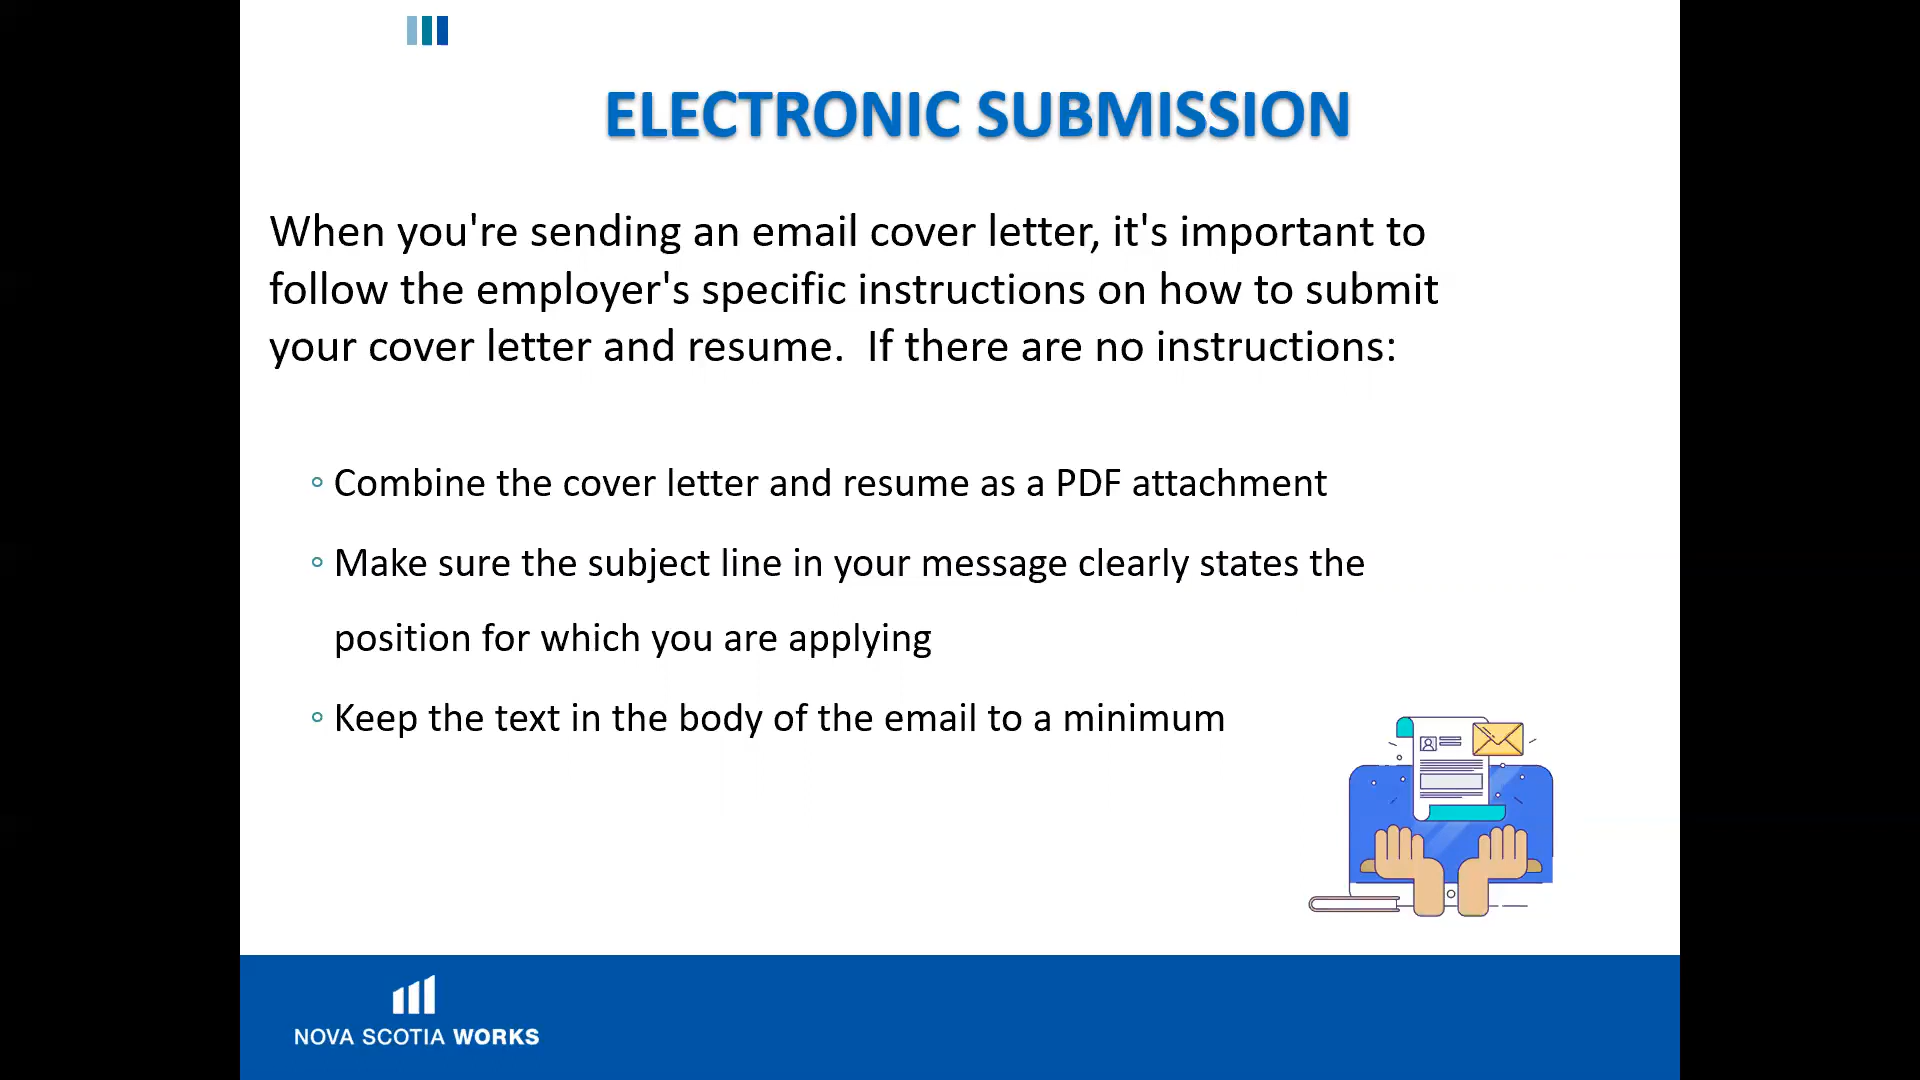 ELECTRONIC SUBMISSION
When you're sending an email cover letter, it's important to
follow the employer's specific instructions on how to submit
your cover letter and resume.  If there are no instructions:
◦ Combine the cover letter and resume as a PDF attachment
◦ Make sure the subject line in your message clearly states the
position for which you are applying
◦ Keep the text in the body of the email to a minimum
NOVA SCOTIA WORKS